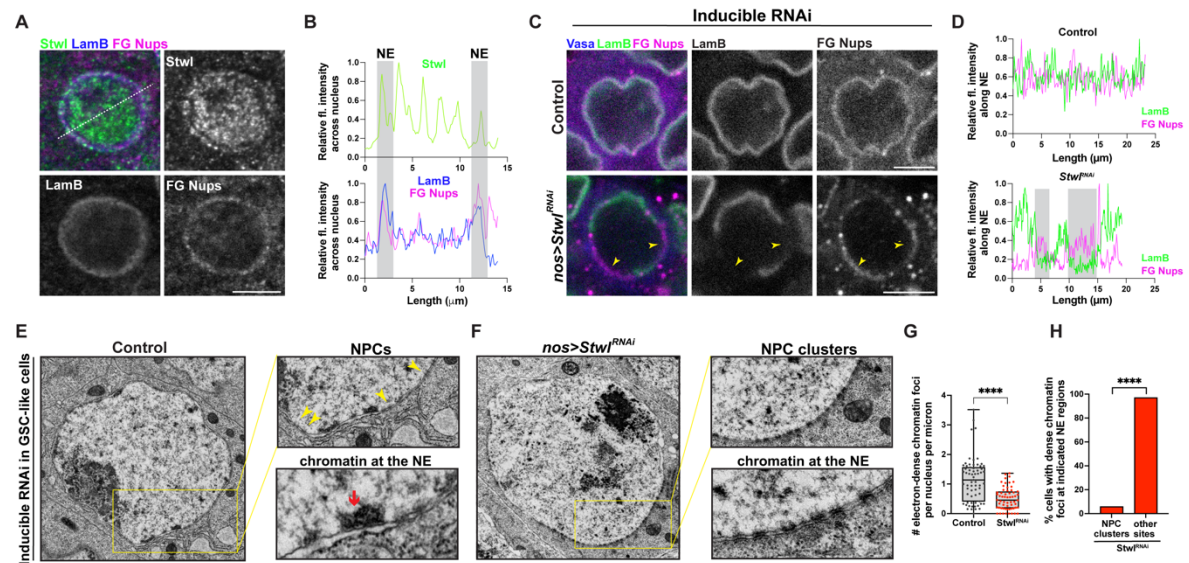 A
Stwl LamB FG Nups
Stwl
LamB
FG Nups
B
NE
NE
Stwl
Relative fl. intensity
across nucleus
1.0
0.8
0.6
0.4
0.2
0.0
0
5
10
15
LamB
FG Nups
Relative fl. intensity
across nucleus
1.0
0.8
0.6
0.4
0.2
0.0
0
5
10
15
Length (μm)
Inducible RNAi
C
Vasa LamB FG Nups
LamB
FG Nups
Control
nos>Stwl^RNAi
D
Control
Relative fl. intensity
along NE
1.0
0.8
0.6
0.4
0.2
0.0
0
5
10
15
20
25
LamB
FG Nups
Length (μm)
Stwl^RNAi
Relative fl. intensity
along NE
1.0
0.8
0.6
0.4
0.2
0.0
0
5
10
15
20
25
LamB
FG Nups
Length (μm)
E
Inducible RNAi in GSC-like cells
Control
NPCs
chromatin at the NE
F
nos>Stwl^RNAi
NPC clusters
chromatin at the NE
G
# electron-dense chromatin foci
per nucleus per micron
****
5
4
3
2
1
0
Control
Stwl^RNAi
H
% cells with dense chromatin
foci at indicated NE regions
****
100
80
60
40
20
0
NPC
clusters
other
sites
Stwl^RNAi